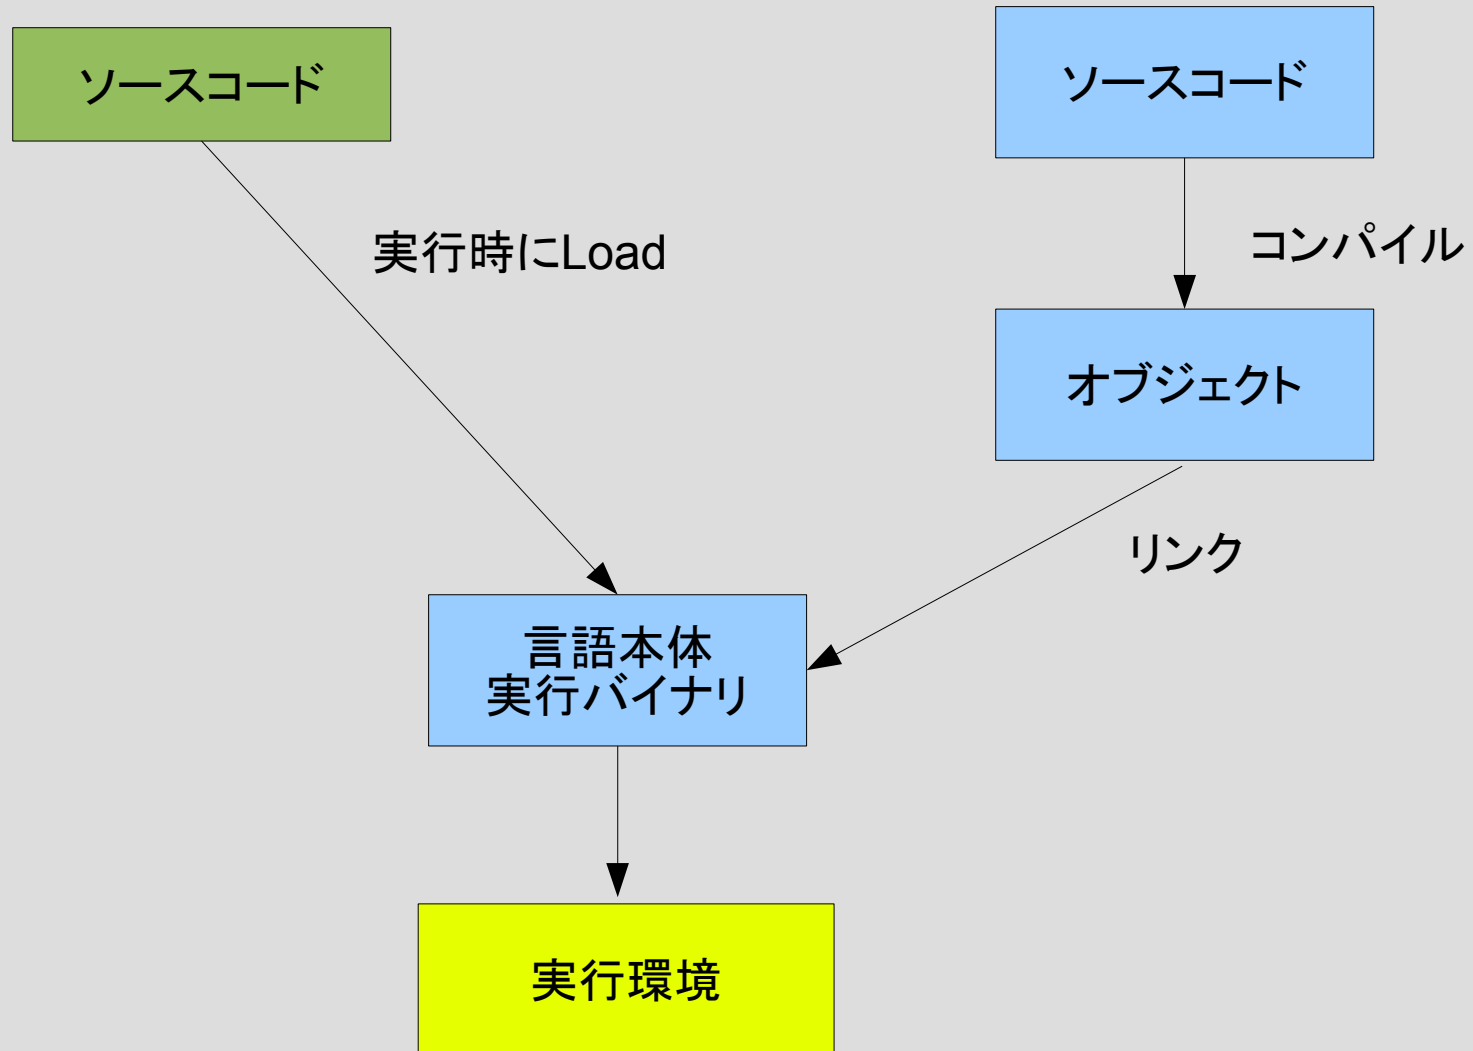 ソースコード
ソースコード
実行時にLoad
コンパイル
オブジェクト
リンク
言語本体
実行バイナリ
実行環境